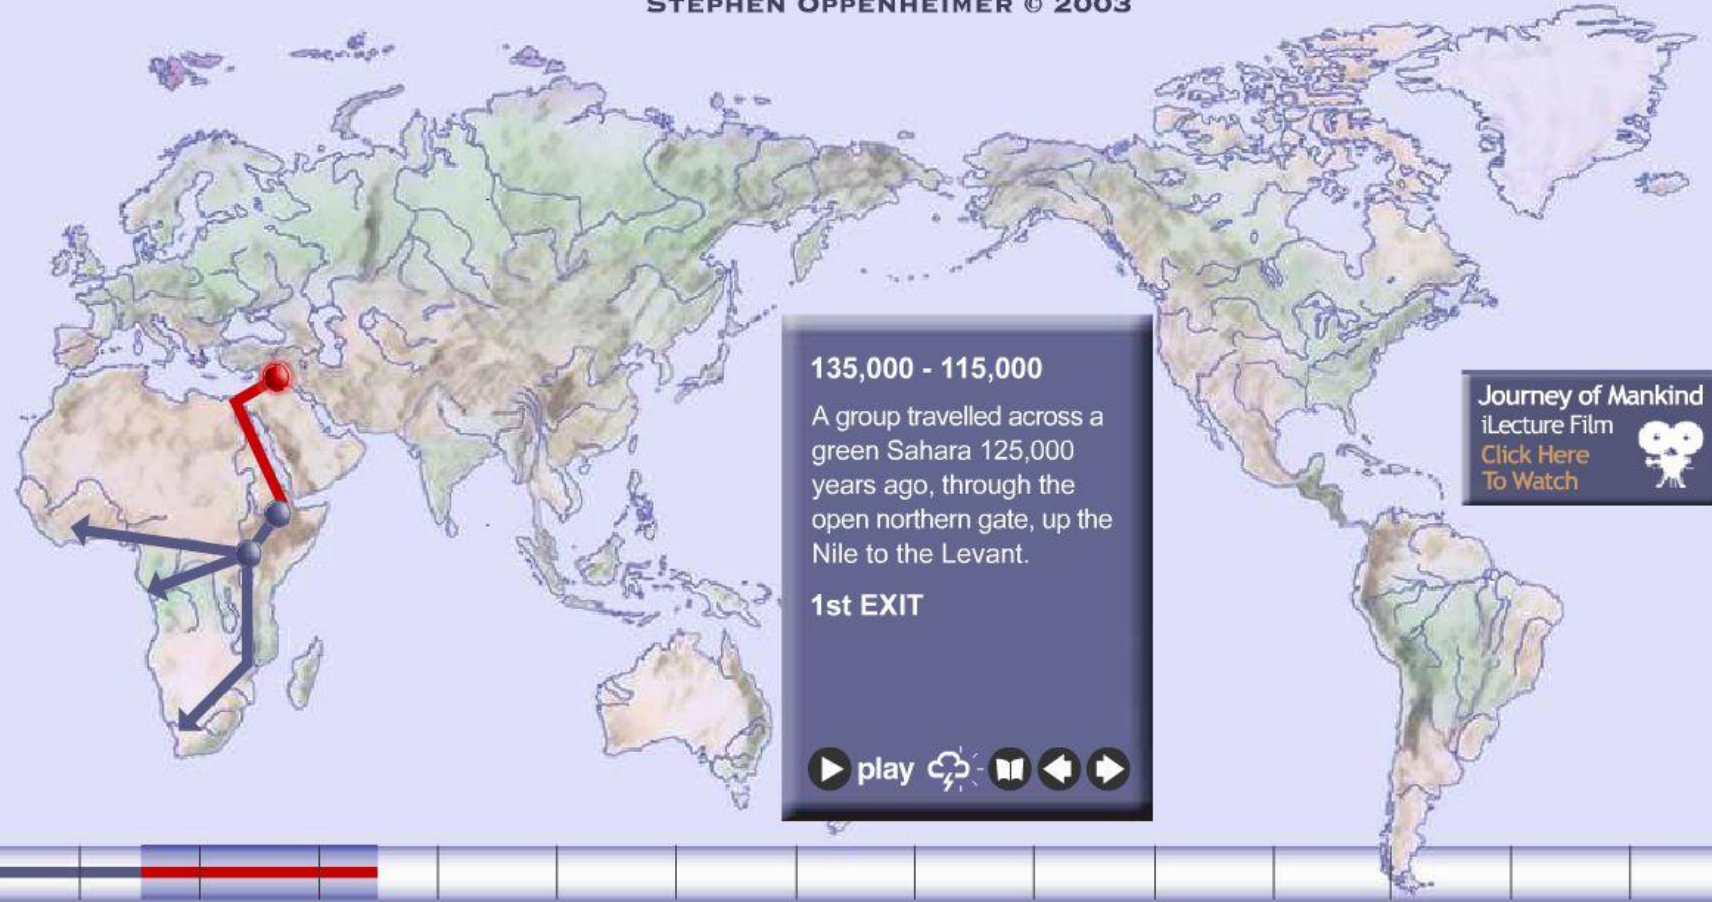 STEPHEN OPPENHEIMER © 2003
135,000 - 115,000
A group travelled across a
green Sahara 125,000
years ago, through the
open northern gate, up the
Nile to the Levant.
1st EXIT
play
Journey of Mankind
iLecture Film
Click Here
To Watch